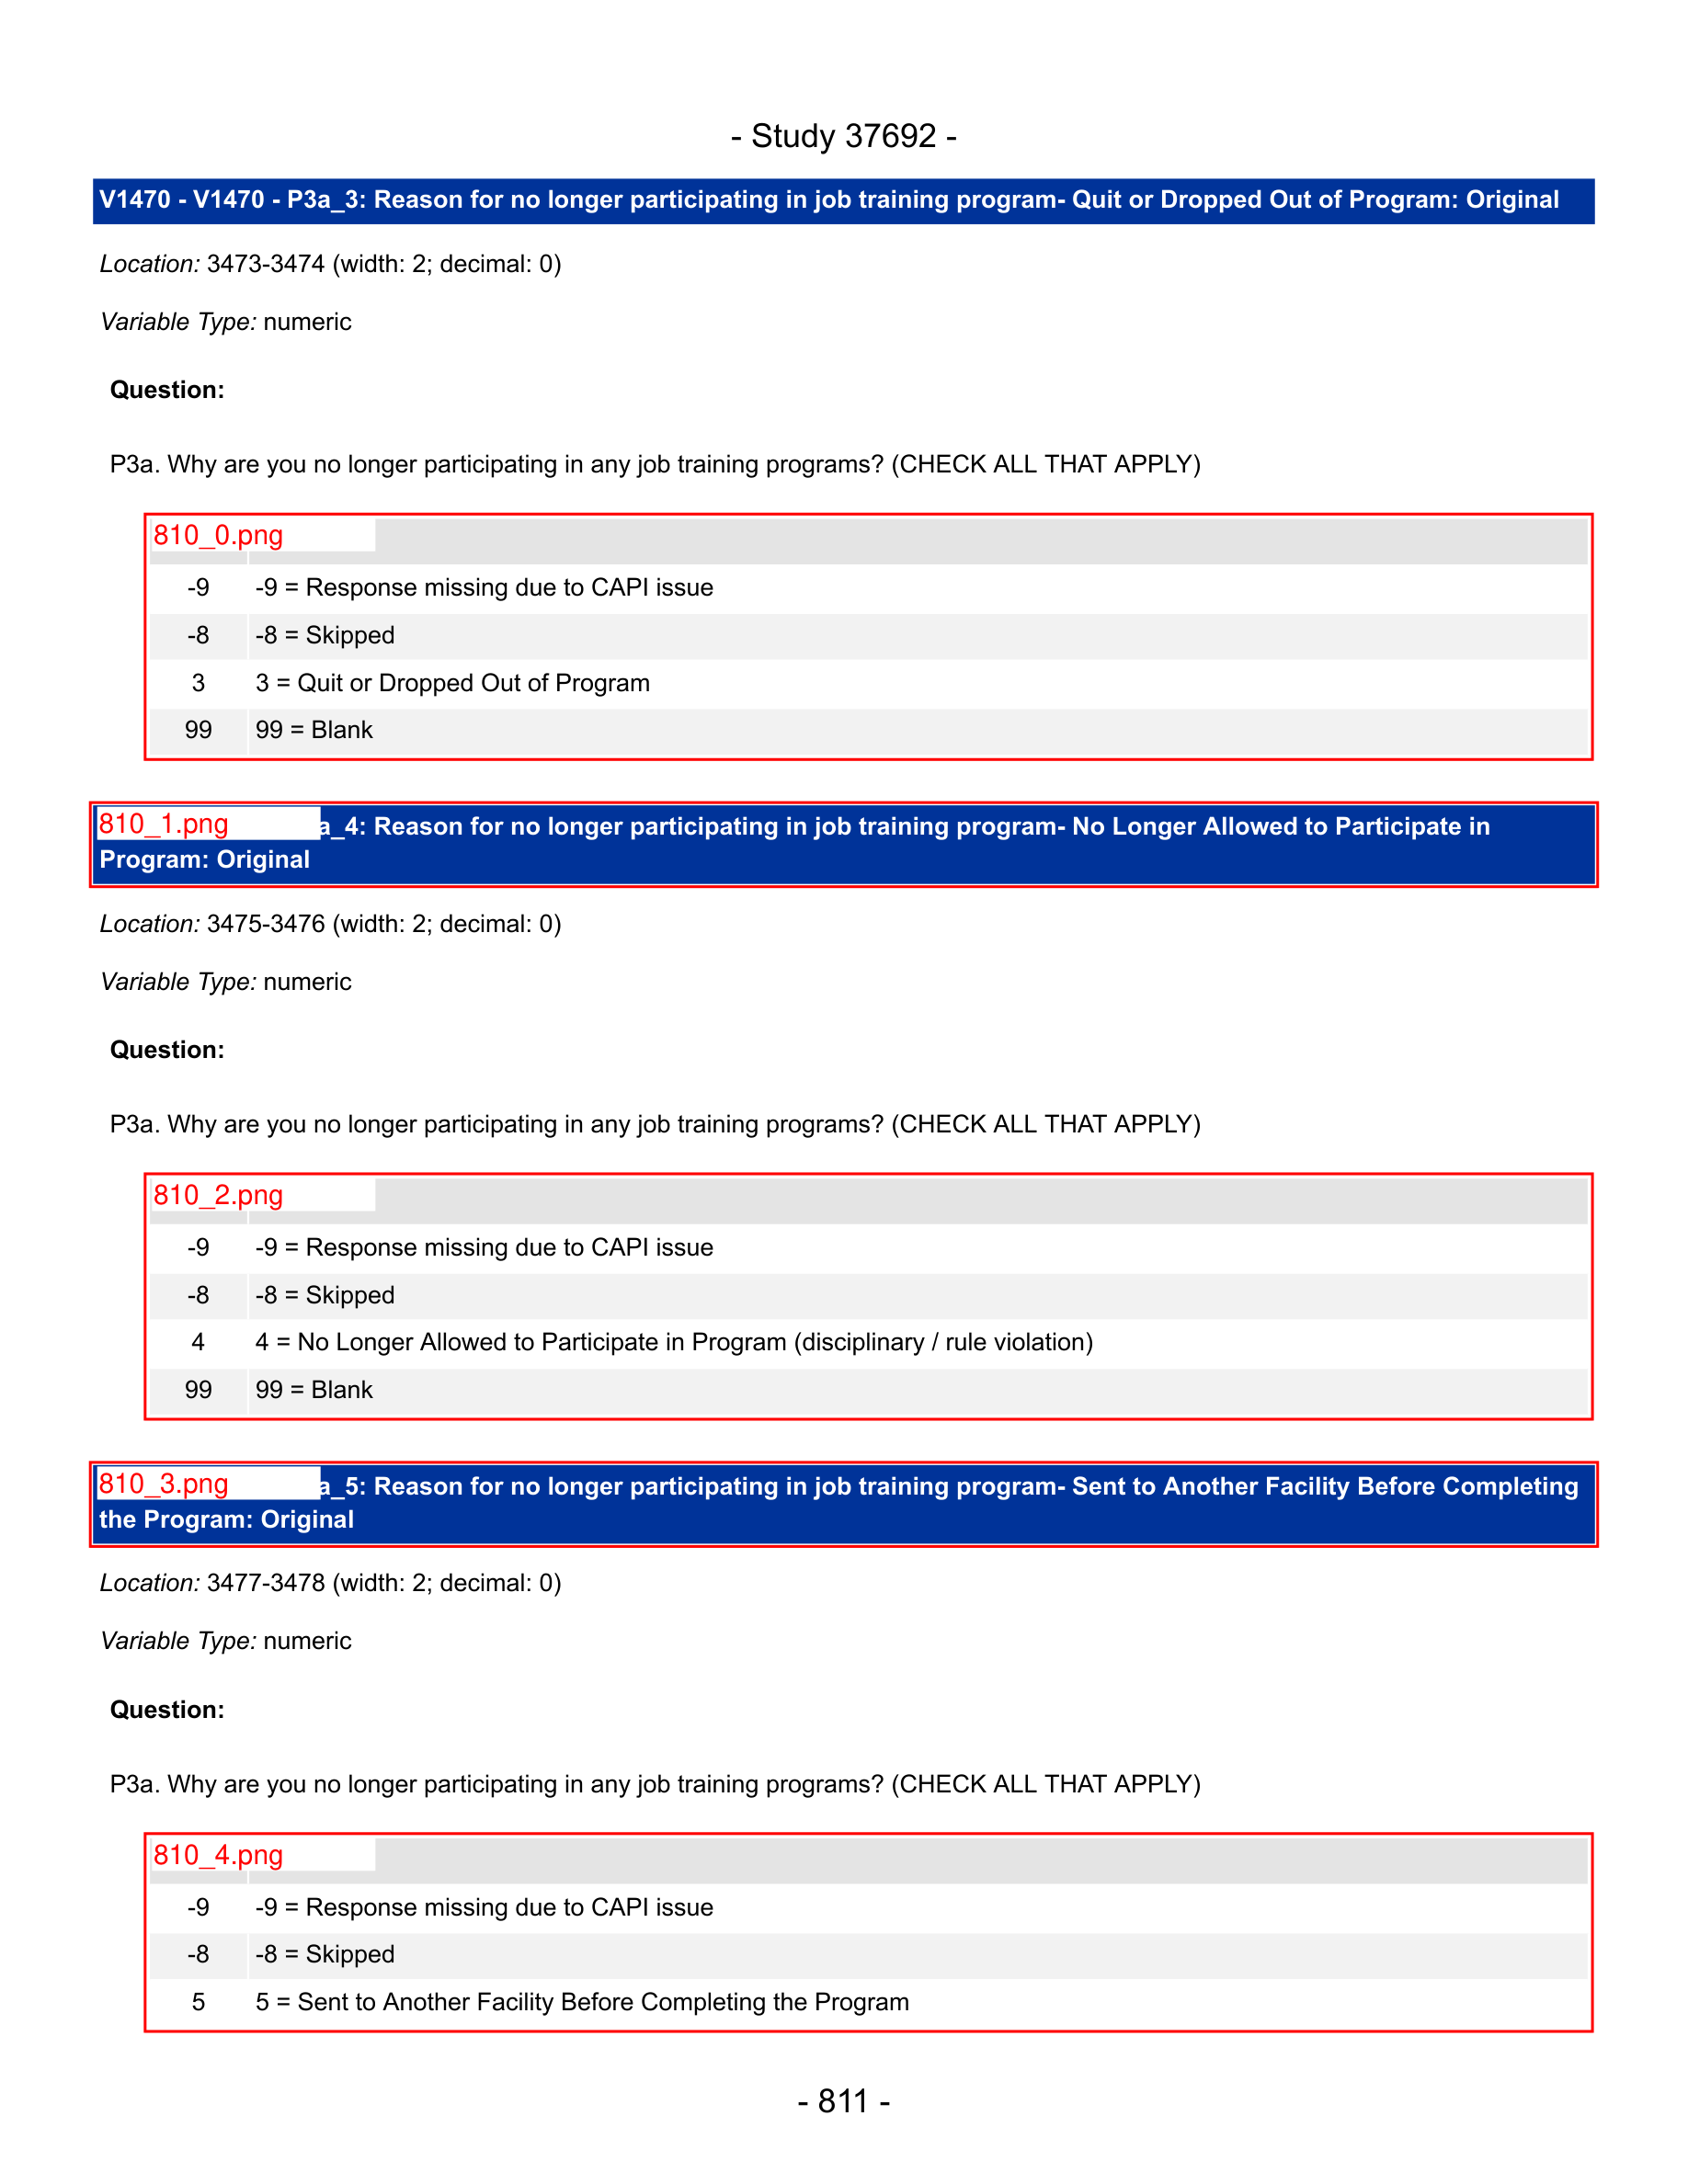 - Study 37692 -
V1470 - V1470 - P3a_3: Reason for no longer participating in job training program- Quit or Dropped Out of Program: Original
Location: 3473-3474 (width: 2; decimal: 0)
Variable Type: numeric
Question:
P3a. Why are you no longer participating in any job training programs? (CHECK ALL THAT APPLY)
810_0.png
-9 -9 = Response missing due to CAPI issue
-8 -8 = Skipped
3 3 = Quit or Dropped Out of Program
99 99 = Blank
810_1.png a_4: Reason for no longer participating in job training program- No Longer Allowed to Participate in
Program: Original
Location: 3475-3476 (width: 2; decimal: 0)
Variable Type: numeric
Question:
P3a. Why are you no longer participating in any job training programs? (CHECK ALL THAT APPLY)
810_2.png
-9 -9 = Response missing due to CAPI issue
-8 -8 = Skipped
4 4 = No Longer Allowed to Participate in Program (disciplinary / rule violation)
99 99 = Blank
810_3.png a_5: Reason for no longer participating in job training program- Sent to Another Facility Before Completing
the Program: Original
Location: 3477-3478 (width: 2; decimal: 0)
Variable Type: numeric
Question:
P3a. Why are you no longer participating in any job training programs? (CHECK ALL THAT APPLY)
810_4.png
-9 -9 = Response missing due to CAPI issue
-8 -8 = Skipped
5 5 = Sent to Another Facility Before Completing the Program
- 811 -